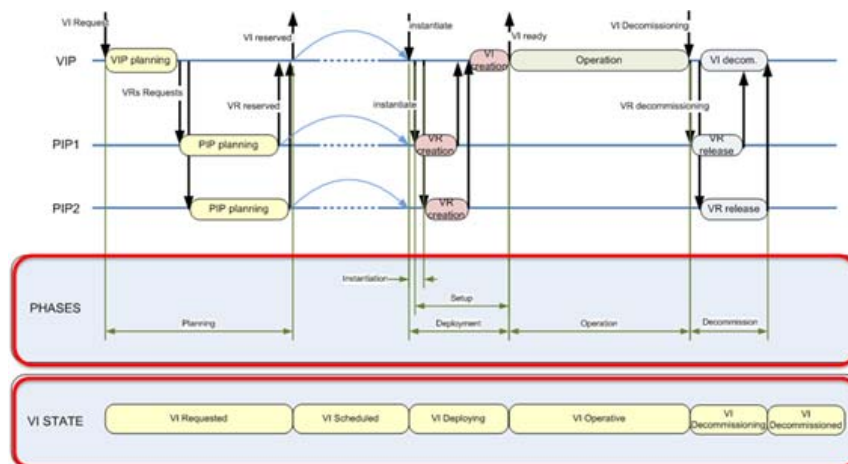 VI Request
VI reserved
instantiate
VI ready
VI Decomissioning
VIP
VIP planning
VI
creation
Operation
VI decom.
VRs Requests
VR reserved
instantiate
VR decommissioning
PIP1
PIP planning
VR
creation
VR
release
PIP2
PIP planning
VR
creation
VR release
PHASES
Instantiation
Setup
Planning
Deployment
Operation
Decommission
VI STATE
VI Requested
VI Scheduled
VI Deploying
VI Operative
VI
Decommissioning
VI
Decommissioned